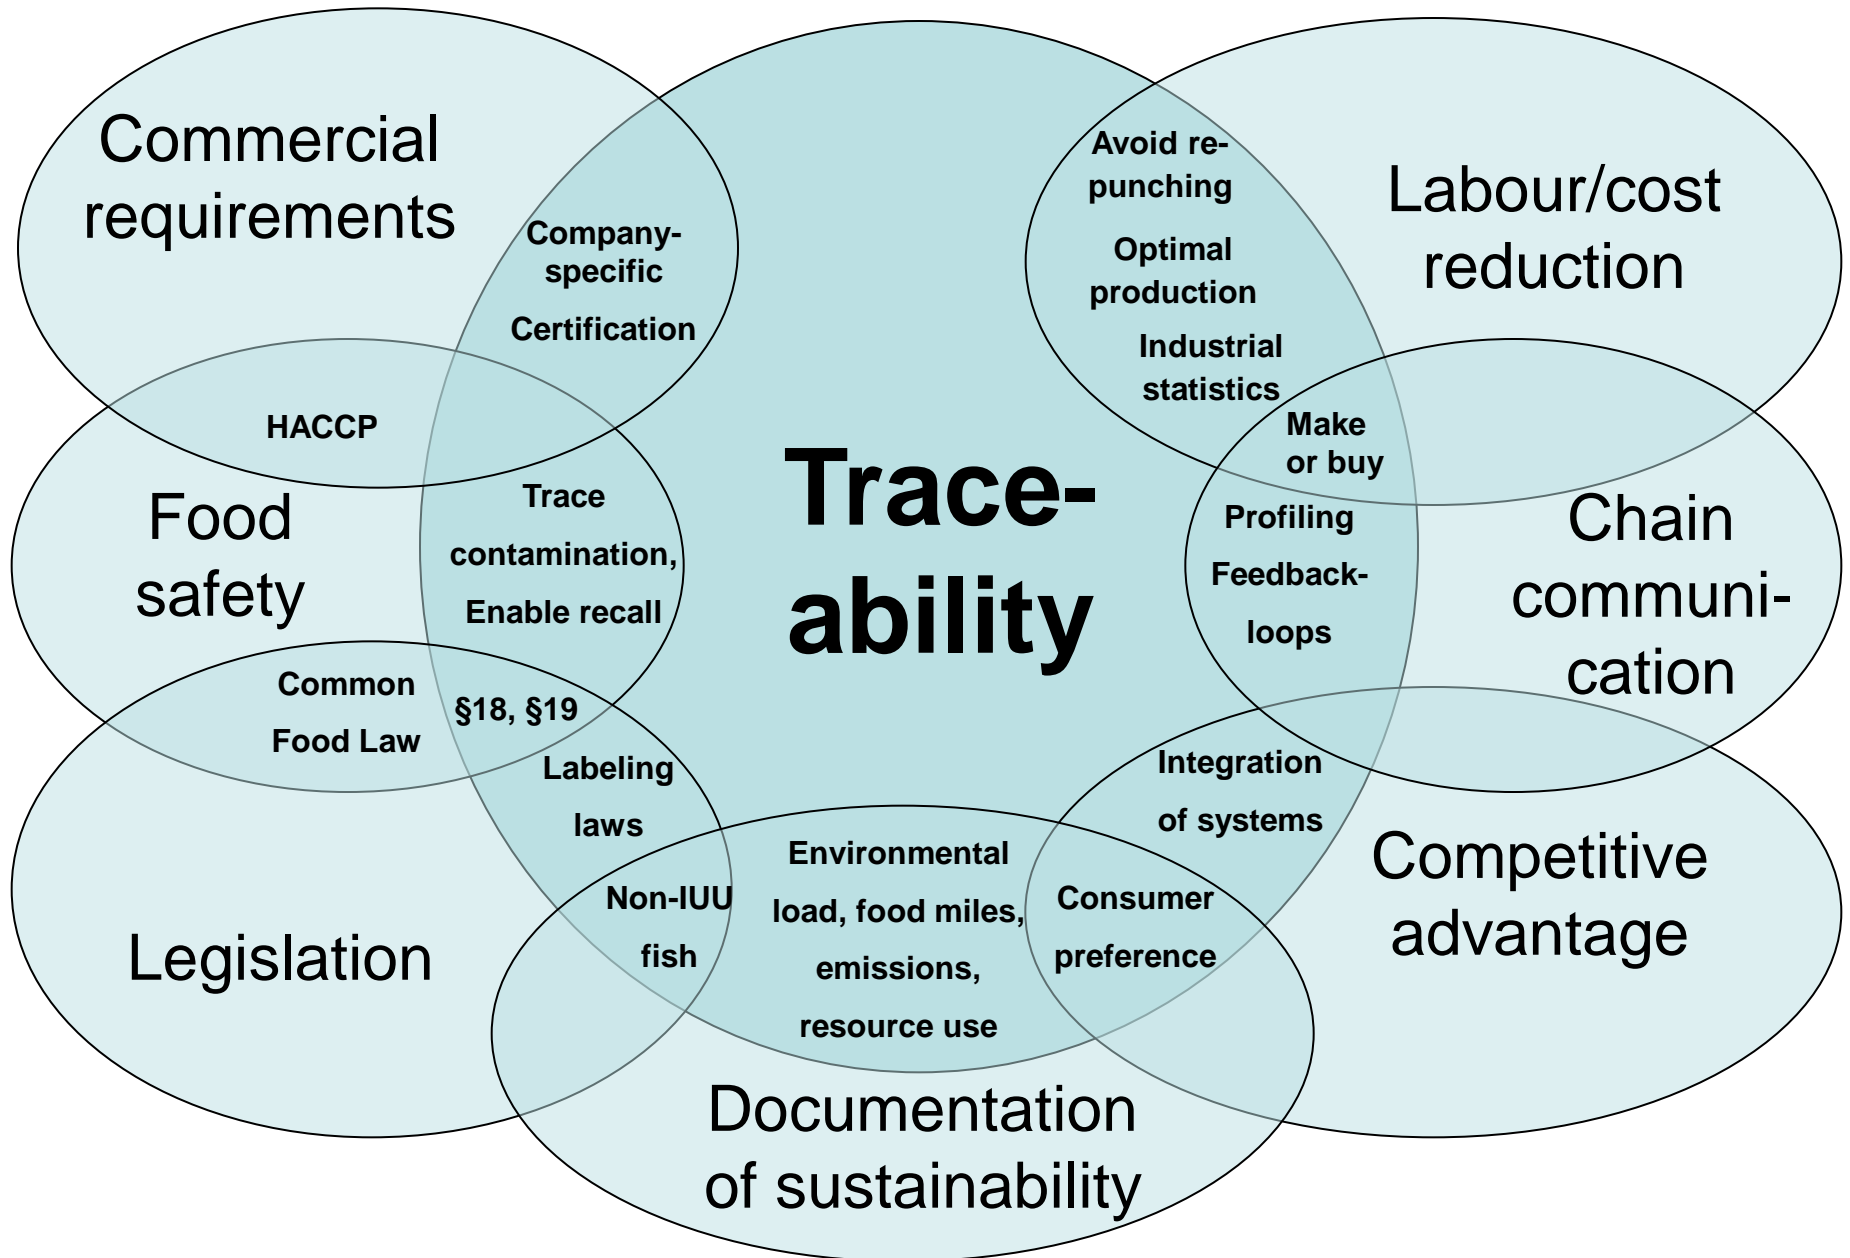 Commercial
requirements
Company-
specific
Certification
HACCP
Food
safety
Trace
contamination,
Enable recall
Common
Food Law
§18, §19
Labeling
laws
Legislation
Non-IUU
fish
Trace-
ability
Environmental
load, food miles,
emissions,
resource use
Documentation
of sustainability
Avoid re-
punching
Optimal
production
Industrial
statistics
Labour/cost
reduction
Make
or buy
Profiling
Feedback-
loops
Chain
communi-
cation
Integration
of systems
Consumer
preference
Competitive
advantage